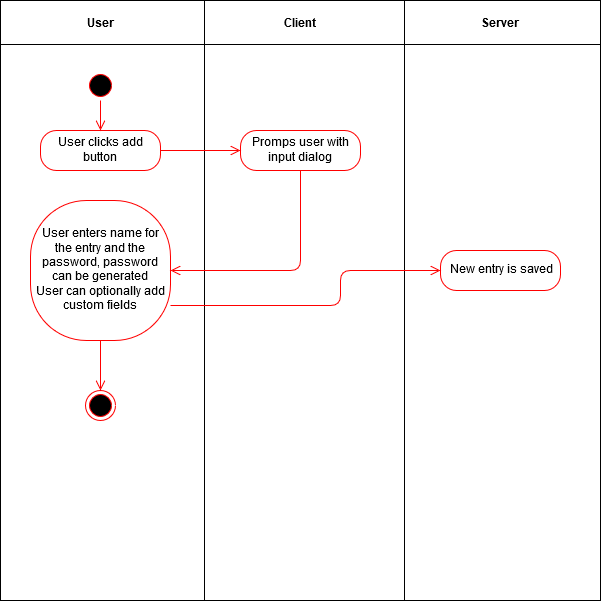 User
Client
Server
User clicks add
button
Promps user with
input dialog
User enters name for
the entry and the
password, password
can be generated
User can optionally add
custom fields
New entry is saved